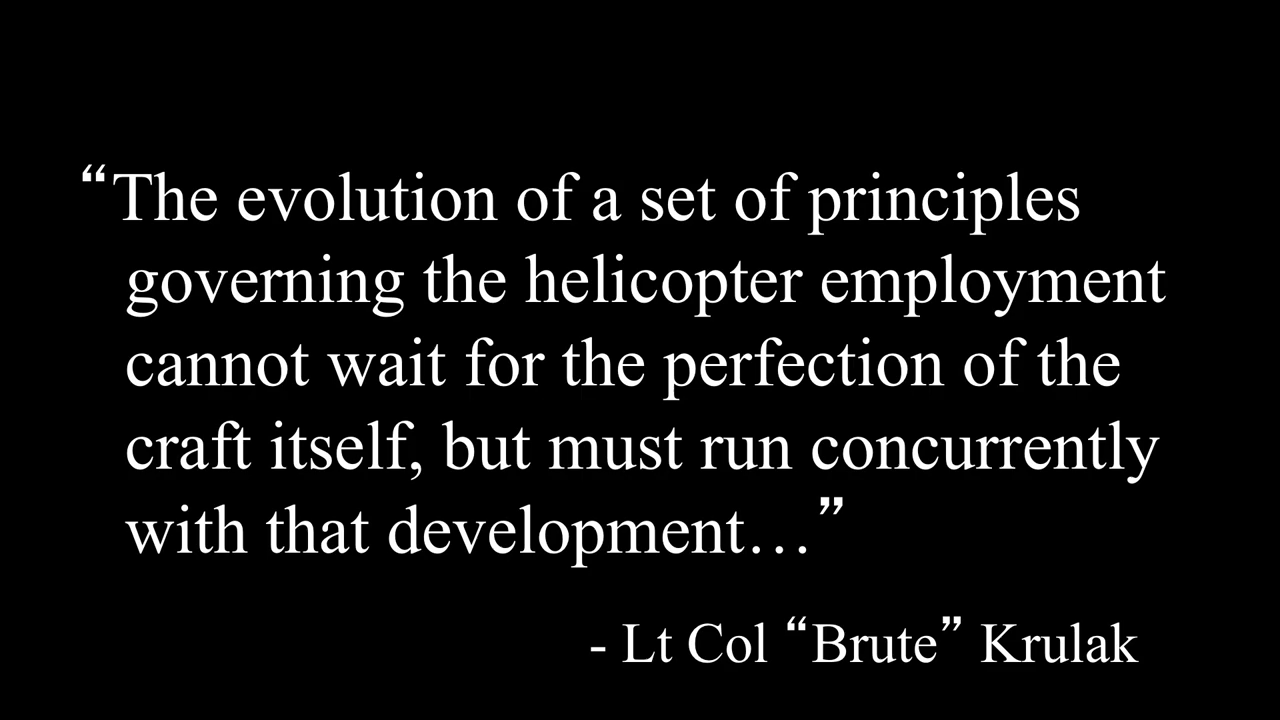 “The evolution of a set of principles
governing the helicopter employment
cannot wait for the perfection of the
craft itself, but must run concurrently
with that development…”
- Lt Col “Brute” Krulak